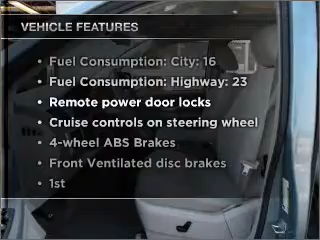 VEHICLE FEATURES
• Fuel Consumption: City: 16
• Fuel Consumption: Highway: 23
• Remote power door locks
• Cruise controls on steering wheel
• 4-wheel ABS Brakes
• Front Ventilated disc brakes
• 1st